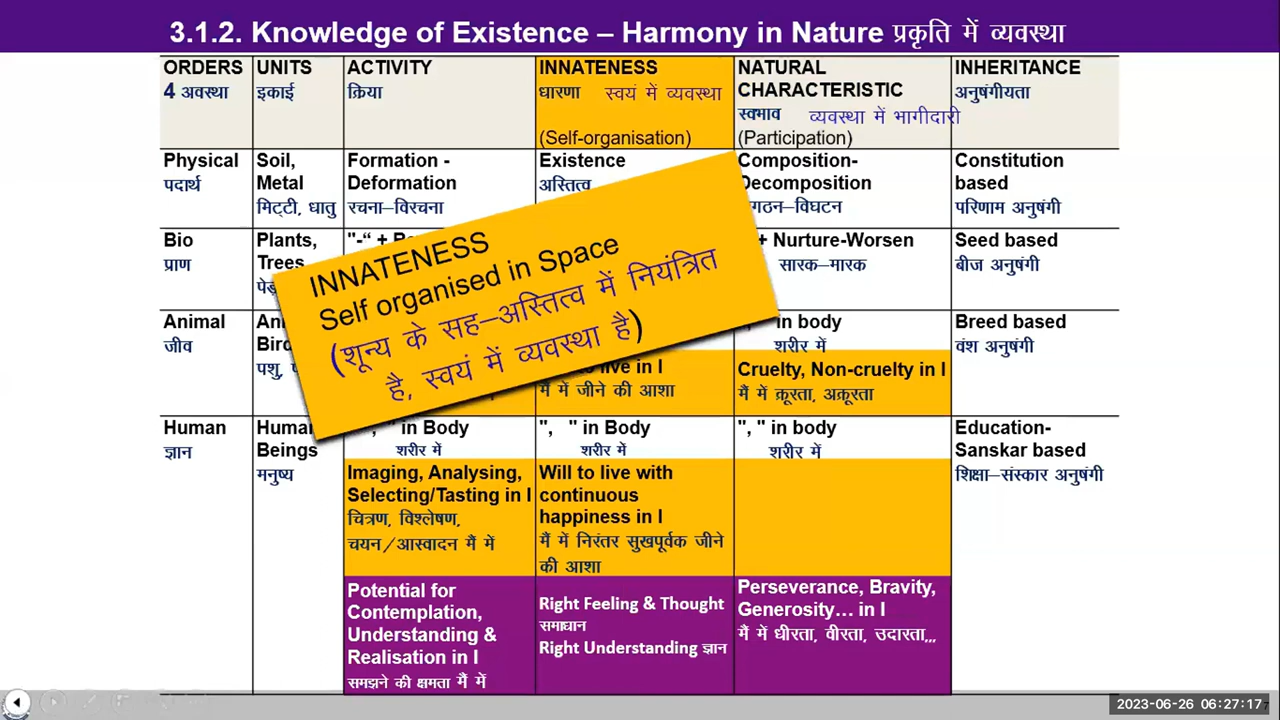 3.1.2. Knowledge of Existence – Harmony in Nature प्रकृति में व्यवस्था
ORDERS UNITS ACTIVITY INNATENESS NATURAL CHARACTERISTIC INHERITANCE
4 अवस्था इकाई क्रिया धारणा स्वयं में व्यवस्था स्वभाव व्यवस्था में भागीदारी अनुषंगीयता
(Self-organisation) (Participation)
Physical Soil, Formation - Existence Composition- Constitution
Metal Deformation Decomposition based
पदार्थ मिट्टी, धातु रचना–विरचना अस्तित्व विघटन परिणाम अनुषंगी
Bio Plants, "-“ + + Nurture-Worsen Seed based
प्राण Trees सारक–मारक बीज अनुषंगी
INNATENESS
Self organised in Space
(शून्य के सह–अस्तित्व में नियंत्रित
है, स्वयं में व्यवस्था है)
Animal " in body Breed based
जीव पशु, शरीर में वंश अनुषंगी
to live in I Cruelty, Non-cruelty in I
मैं में जीने की आशा मैं में क्रूरता, अक्रूरता
Human Human ", " in Body ", " in Body ", " in body Education-
ज्ञान Beings शरीर में शरीर में शरीर में Sanskar based
मनुष्य शिक्षा–संस्कार अनुषंगी
Imaging, Analysing, Will to live with
Selecting/Tasting in I continuous
चित्रण, विश्लेषण, happiness in I
चयन/आस्वादन मैं में मैं में निरंतर सुखपूर्वक जीने
की आशा
Potential for Right Feeling & Thought Perseverance, Bravity,
Contemplation, समाधान Generosity… in I
Understanding & Right Understanding ज्ञान मैं में धीरता, वीरता, उदारता,,,
Realisation in I
समझने की क्षमता मैं में
2023-06-26 06:27:17